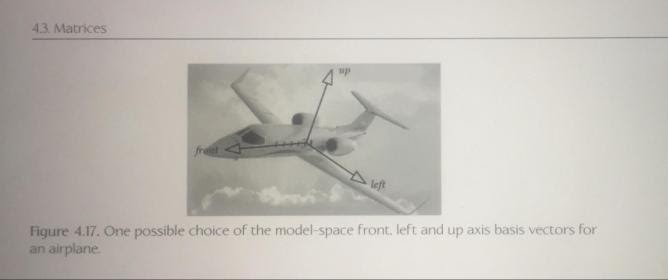 4.3. Matrices
up
front
left
Figure 4.17. One possible choice of the model-space front, left and up axis basis vectors for
an airplane.